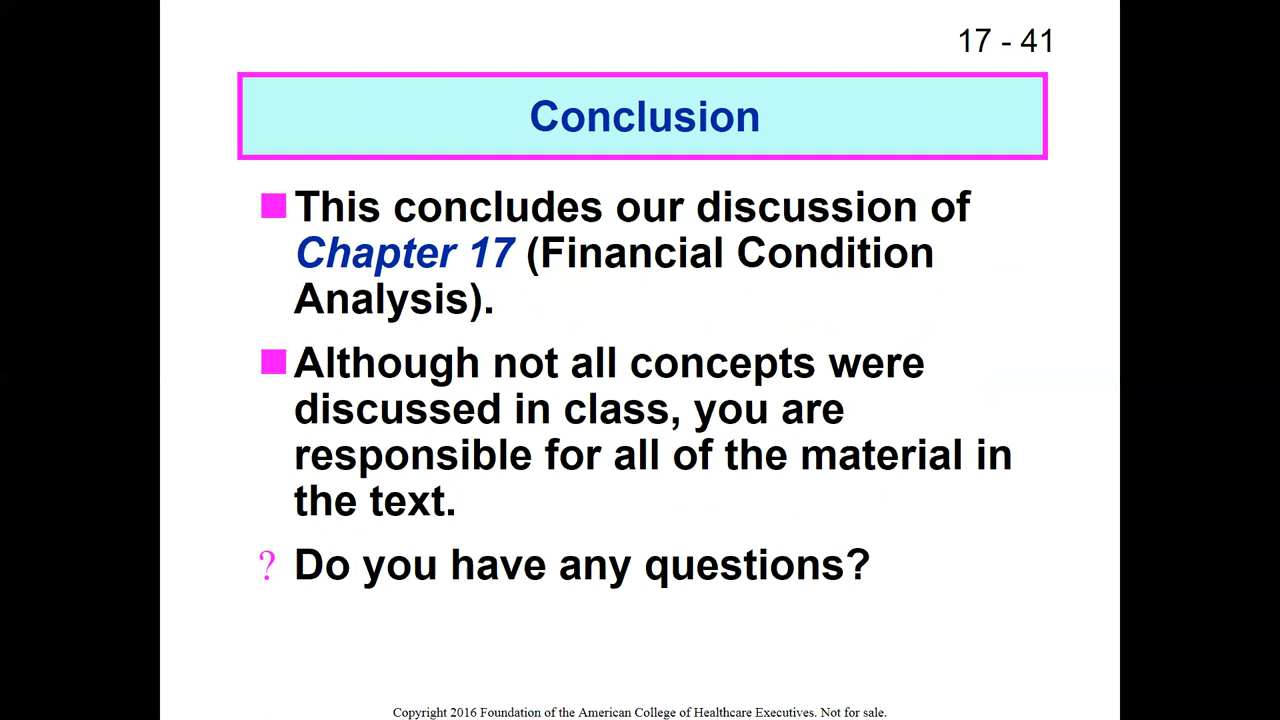 17 - 41
Conclusion
This concludes our discussion of
Chapter 17 (Financial Condition
Analysis).
Although not all concepts were
discussed in class, you are
responsible for all of the material in
the text.
? Do you have any questions?
Copyright 2016 Foundation of the American College of Healthcare Executives. Not for sale.